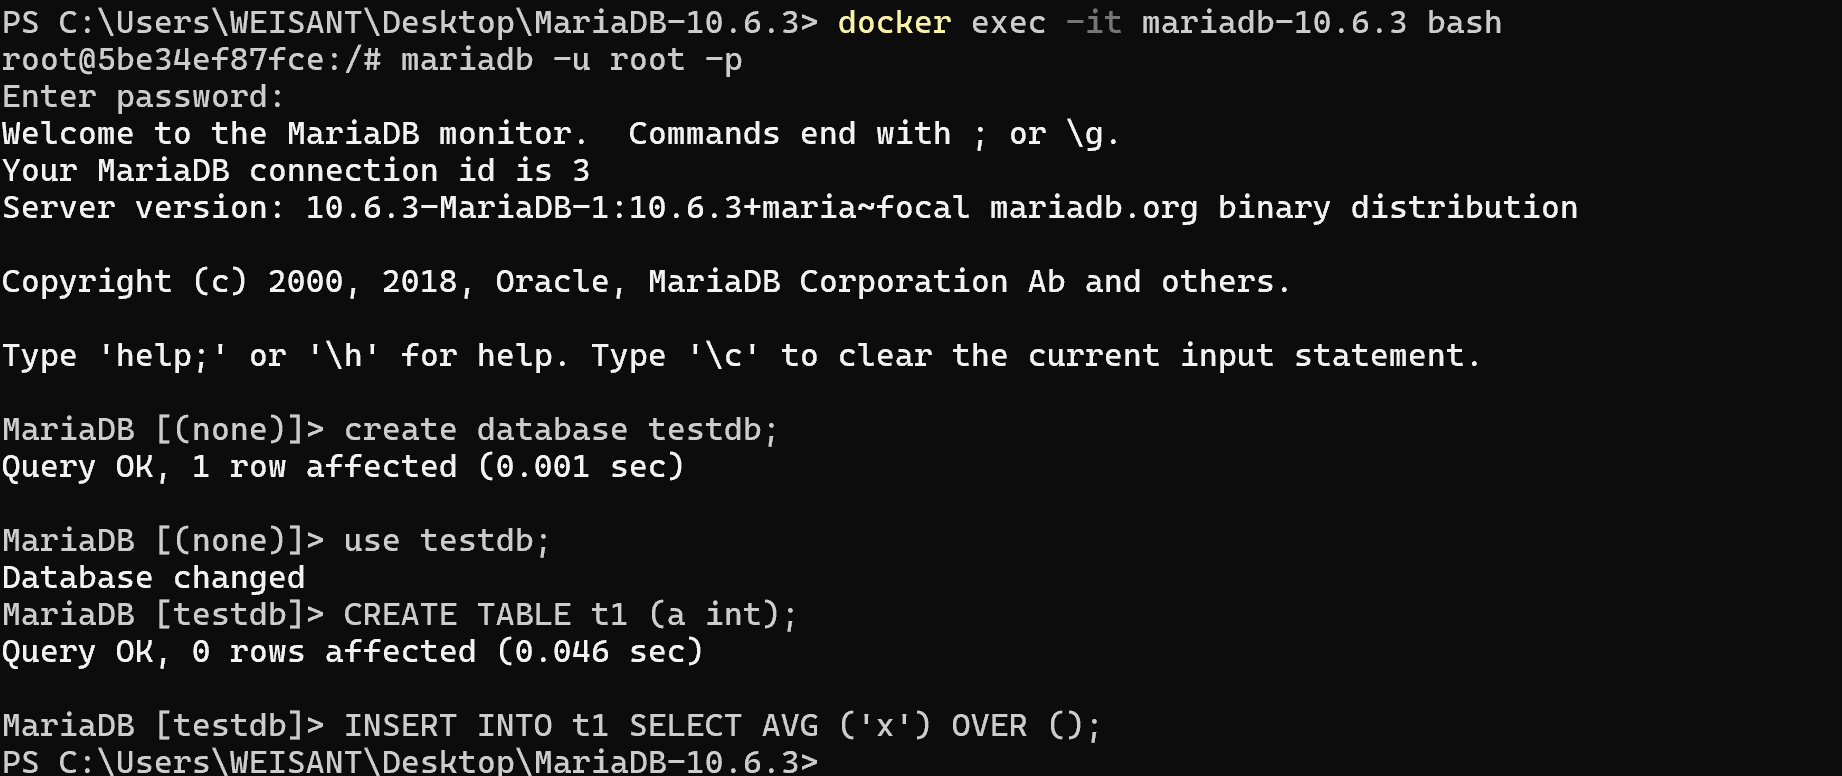 PS C:\Users\WEISANT\Desktop\MariaDB-10.6.3> docker exec -it mariadb-10.6.3 bash
root@5be34ef87fce:/# mariadb -u root -p
Enter password:
Welcome to the MariaDB monitor.  Commands end with ; or \g.
Your MariaDB connection id is 3
Server version: 10.6.3-MariaDB-1:10.6.3+maria~focal mariadb.org binary distribution

Copyright (c) 2000, 2018, Oracle, MariaDB Corporation Ab and others.

Type 'help;' or '\h' for help. Type '\c' to clear the current input statement.

MariaDB [(none)]> create database testdb;
Query OK, 1 row affected (0.001 sec)

MariaDB [(none)]> use testdb;
Database changed
MariaDB [testdb]> CREATE TABLE t1 (a int);
Query OK, 0 rows affected (0.046 sec)

MariaDB [testdb]> INSERT INTO t1 SELECT AVG ('x') OVER ();
PS C:\Users\WEISANT\Desktop\MariaDB-10.6.3>